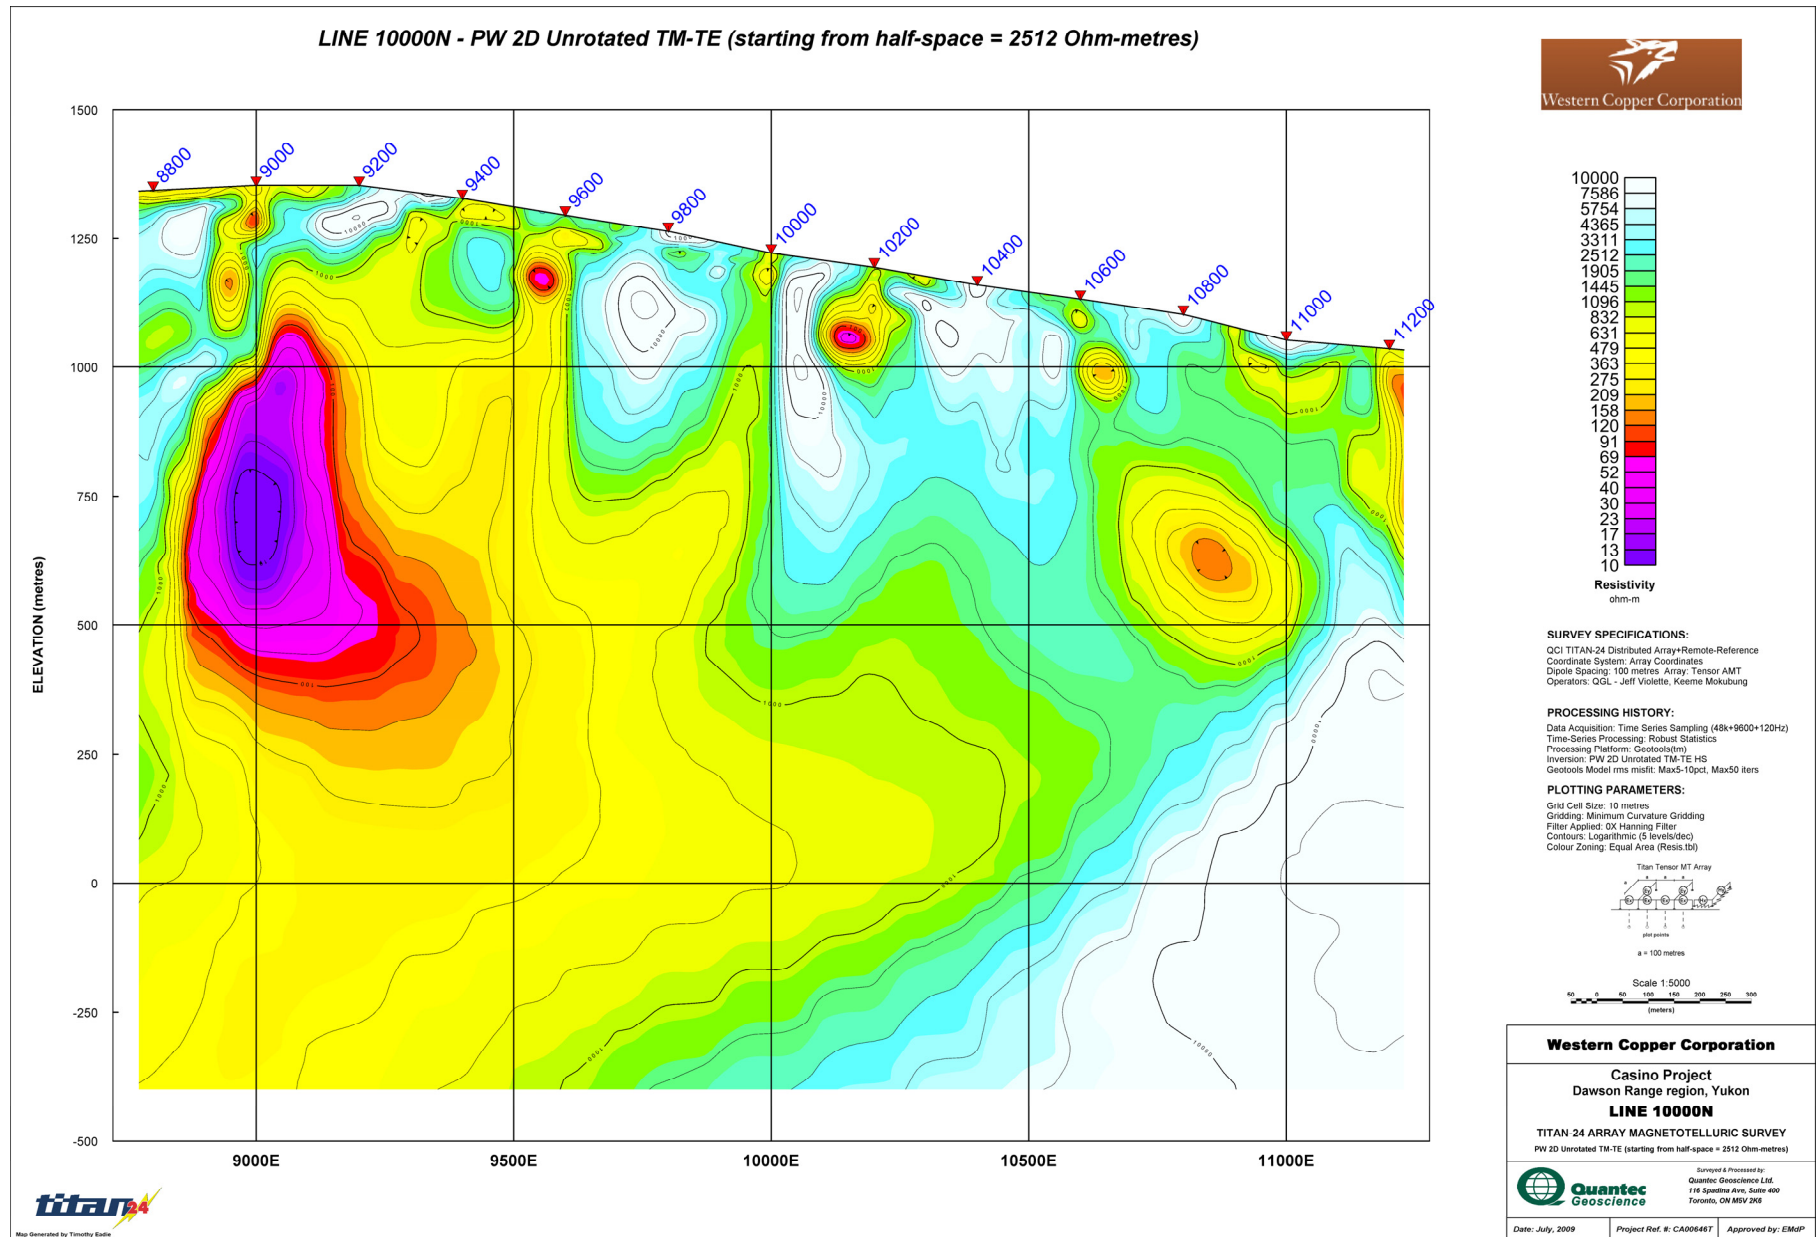 LINE 10000N - PW 2D Unrotated TM-TE (starting from half-space = 2512 Ohm-metres)
Western Copper Corporation
1500
1250
1000
750
500
250
0
-250
-500
ELEVATION (metres)
8800
9000
9200
9400
9600
9800
10000
10200
10400
10600
10800
11000
11200
9000E
9500E
10000E
10500E
11000E
10000
7586
5754
4365
3311
2512
1905
1445
1096
832
631
479
363
275
209
158
120
91
69
52
40
30
23
17
13
10
Resistivity
ohm-m
SURVEY SPECIFICATIONS:
QCI TITAN-24 Distributed Array+Remote-Reference
Coordinate System: Array Coordinates
Dipole Spacing: 100 metres Array: Tensor AMT
Operators: QGL - Jeff Violette, Keeme Mokubung
PROCESSING HISTORY:
Data Acquisition: Time Series Sampling (48k+9600+120Hz)
Time-Series Processing: Robust Statistics
Processing Platform: Geotools(tm)
Inversion: PW 2D Unrotated TM-TE HS
Geotools Model rms misfit: Max5-10pct, Max50 iters
PLOTTING PARAMETERS:
Grid Cell Size: 10 metres
Gridding: Minimum Curvature Gridding
Filter Applied: 0X Hanning Filter
Contours: Logarithmic (5 levels/dec)
Colour Zoning: Equal Area (Resis.tbl)
Titan Tensor MT Array
plot points
a = 100 metres
Scale 1:5000
50 0 50 100 150 200 250 300
(meters)
Western Copper Corporation
Casino Project
Dawson Range region, Yukon
LINE 10000N
TITAN-24 ARRAY MAGNETOTELLURIC SURVEY
PW 2D Unrotated TM-TE (starting from half-space = 2512 Ohm-metres)
Quantec
Geoscience
Surveyed & Processed by:
Quantec Geoscience Ltd.
116 Spadina Ave, Suite 400
Toronto, ON M5V 2K6
Date: July, 2009
Project Ref. #: CA00646T
Approved by: EMdP
titan24
Map Generated by Timothy Eadie